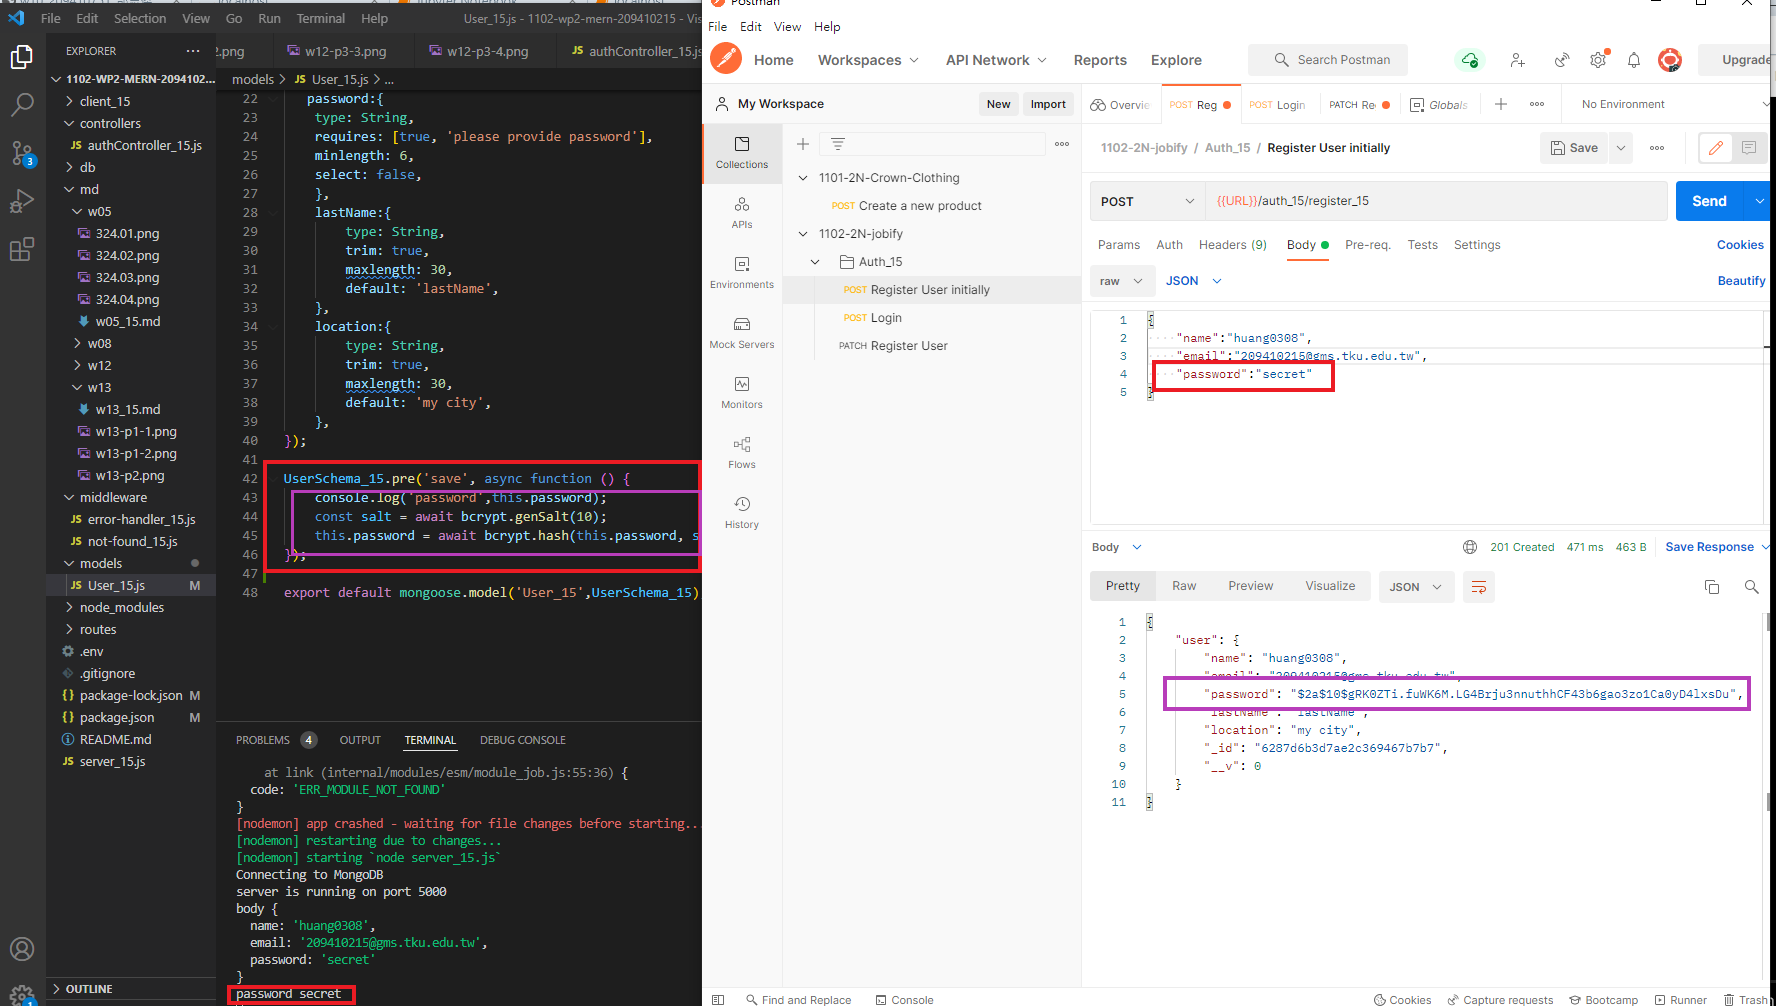 File Edit Selection View Go Run Terminal Help
User_15.js - 1102-wp2-mern-209410215 - Vis
EXPLORER
1102-WP2-MERN-2094102...
client_15
controllers
JS authController_15.js
db
md
w05
324.01.png
324.02.png
324.03.png
324.04.png
w05_15.md
w08
w12
w13
w13_15.md
w13-p1-1.png
w13-p1-2.png
w13-p2.png
middleware
JS error-handler_15.js
JS not-found_15.js
models
JS User_15.js M
node_modules
routes
.env
.gitignore
{} package-lock.json M
{} package.json M
README.md
JS server_15.js
OUTLINE
3
1
2.png
w12-p3-3.png
w12-p3-4.png
JS authController_15.js
models > JS User_15.js > ...
22 password:{
23 type: String,
24 requires: [true, 'please provide password'],
25 minlength: 6,
26 select: false,
27 },
28 lastName:{
29 type: String,
30 trim: true,
31 maxlength: 30,
32 default: 'lastName',
33 },
34 location:{
35 type: String,
36 trim: true,
37 maxlength: 30,
38 default: 'my city',
39 },
40 });
41
42 UserSchema_15.pre('save', async function () {
43 console.log('password',this.password);
44 const salt = await bcrypt.genSalt(10);
45 this.password = await bcrypt.hash(this.password, s
46 });
47
48 export default mongoose.model('User_15',UserSchema_15)
PROBLEMS 4 OUTPUT TERMINAL DEBUG CONSOLE
at link (internal/modules/esm/module_job.js:55:36) {
code: 'ERR_MODULE_NOT_FOUND'
}
[nodemon] app crashed - waiting for file changes before starting...
[nodemon] restarting due to changes...
[nodemon] starting `node server_15.js`
Connecting to MongoDB
server is running on port 5000
body {
name: 'huang0308',
email: '209410215@gms.tku.edu.tw',
password: 'secret'
}
password secret
Postman
File Edit View Help
Home Workspaces API Network Reports Explore
Search Postman
Upgrade
My Workspace
New Import
Collections
APIs
Environments
Mock Servers
Monitors
Flows
History
1101-2N-Crown-Clothing
POST Create a new product
1102-2N-jobify
Auth_15
POST Register User initially
POST Login
PATCH Register User
Overvie
POST Reg
POST Login
PATCH Re
Globals
No Environment
1102-2N-jobify / Auth_15 / Register User initially
Save
POST {{URL}}/auth_15/register_15
Send
Params Auth Headers (9) Body Pre-req. Tests Settings
Cookies
raw JSON
Beautify
1 {
2 "name":"huang0308",
3 "email":"209410215@gms.tku.edu.tw",
4 "password":"secret"
5 }
Body 201 Created 471 ms 463 B Save Response
Pretty Raw Preview Visualize JSON
1 {
2 "user": {
3 "name": "huang0308",
4 "email": "209410215@gms.tku.edu.tw",
5 "password": "$2a$10$gRK0ZTi.fuWK6M.LG4Brju3nnuthhCF43b6gao3zo1Ca0yD4lxsDu",
6 "lastName": "lastName",
7 "location": "my city",
8 "_id": "6287d6b3d7ae2c369467b7b7",
9 "__v": 0
10 }
11 }
Find and Replace Console
Cookies Capture requests Bootcamp Runner Trash